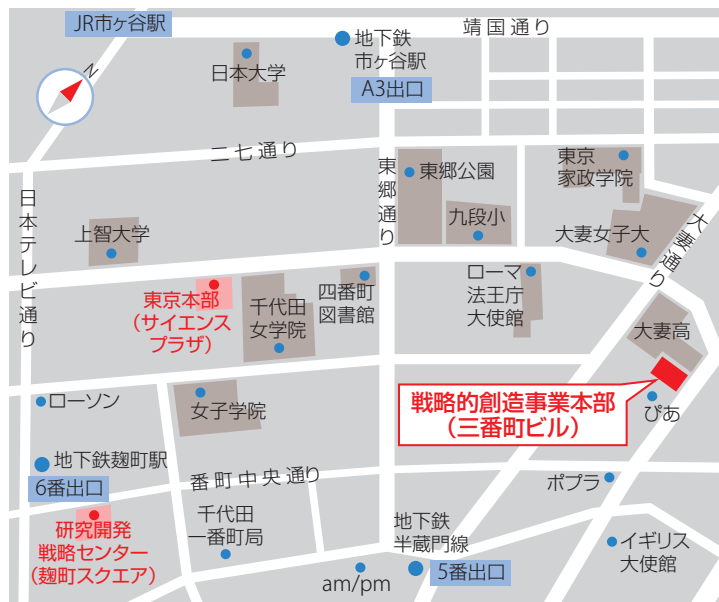 JR市ヶ谷駅
靖国通り
地下鉄
市ヶ谷駅
A3出口
日本大学
N
二七通り
東郷通り
東郷公園
東京
家政学院
九段小
大妻女子大
大妻通り
日本テレビ通り
上智大学
東京本部
（サイエンス
プラザ）
千代田
女学院
四番町
図書館
ローマ
法王庁
大使館
大妻高
戦略的創造事業本部
（三番町ビル）
ぴあ
ローソン
女子学院
地下鉄麹町駅
6番出口
番町中央通り
ポプラ
研究開発
戦略センター
（麹町スクエア）
千代田
一番町局
地下鉄
半蔵門線
5番出口
am/pm
イギリス
大使館